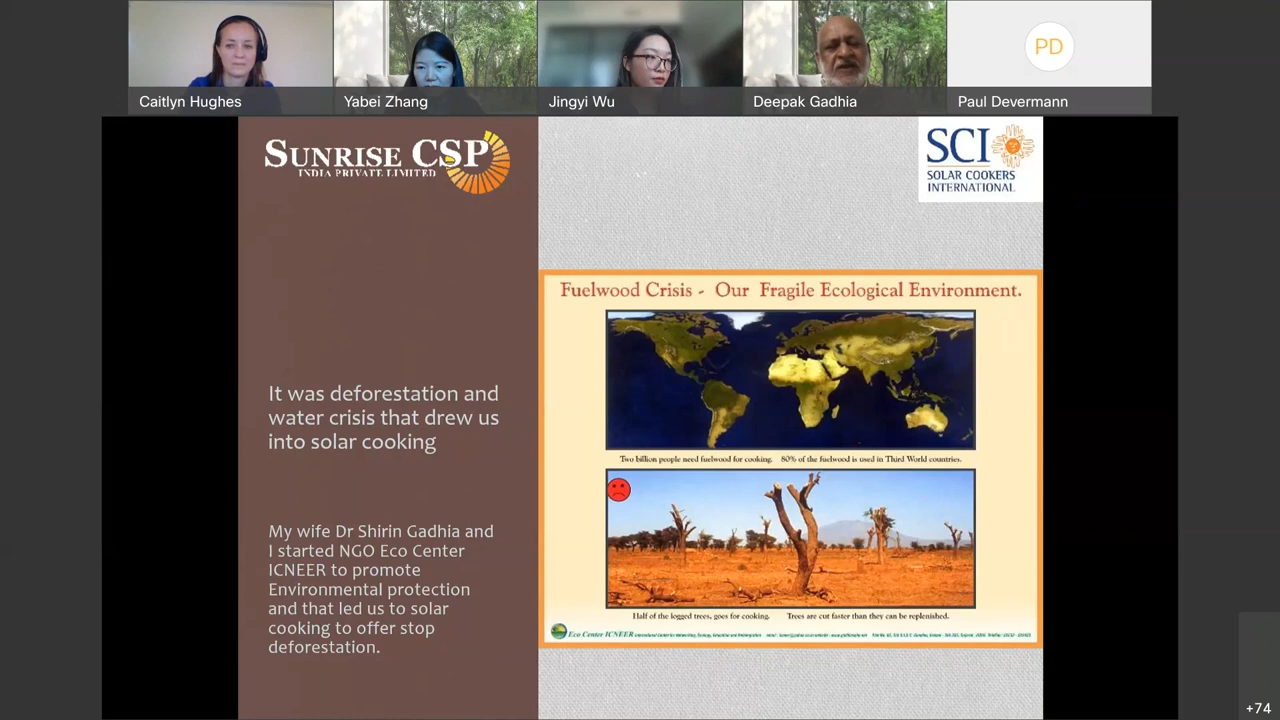 Caitlyn Hughes
Yabei Zhang
Jingyi Wu
Deepak Gadhia
PD
Paul Devermann
SUNRISE CSP
INDIA PRIVATE LIMITED
SCI
SOLAR COOKERS
INTERNATIONAL
It was deforestation and
water crisis that drew us
into solar cooking
My wife Dr Shirin Gadhia and
I started NGO Eco Center
ICNEER to promote
Environmental protection
and that led us to solar
cooking to offer stop
deforestation.
Fuelwood Crisis - Our Fragile Ecological Environment.
Two billion people need fuelwood for cooking. 80% of the fuelwood is used in Third World countries.
Half of the logged trees, goes for cooking. Trees are cut faster than they can be replenished.
Eco Center ICNEER
+74